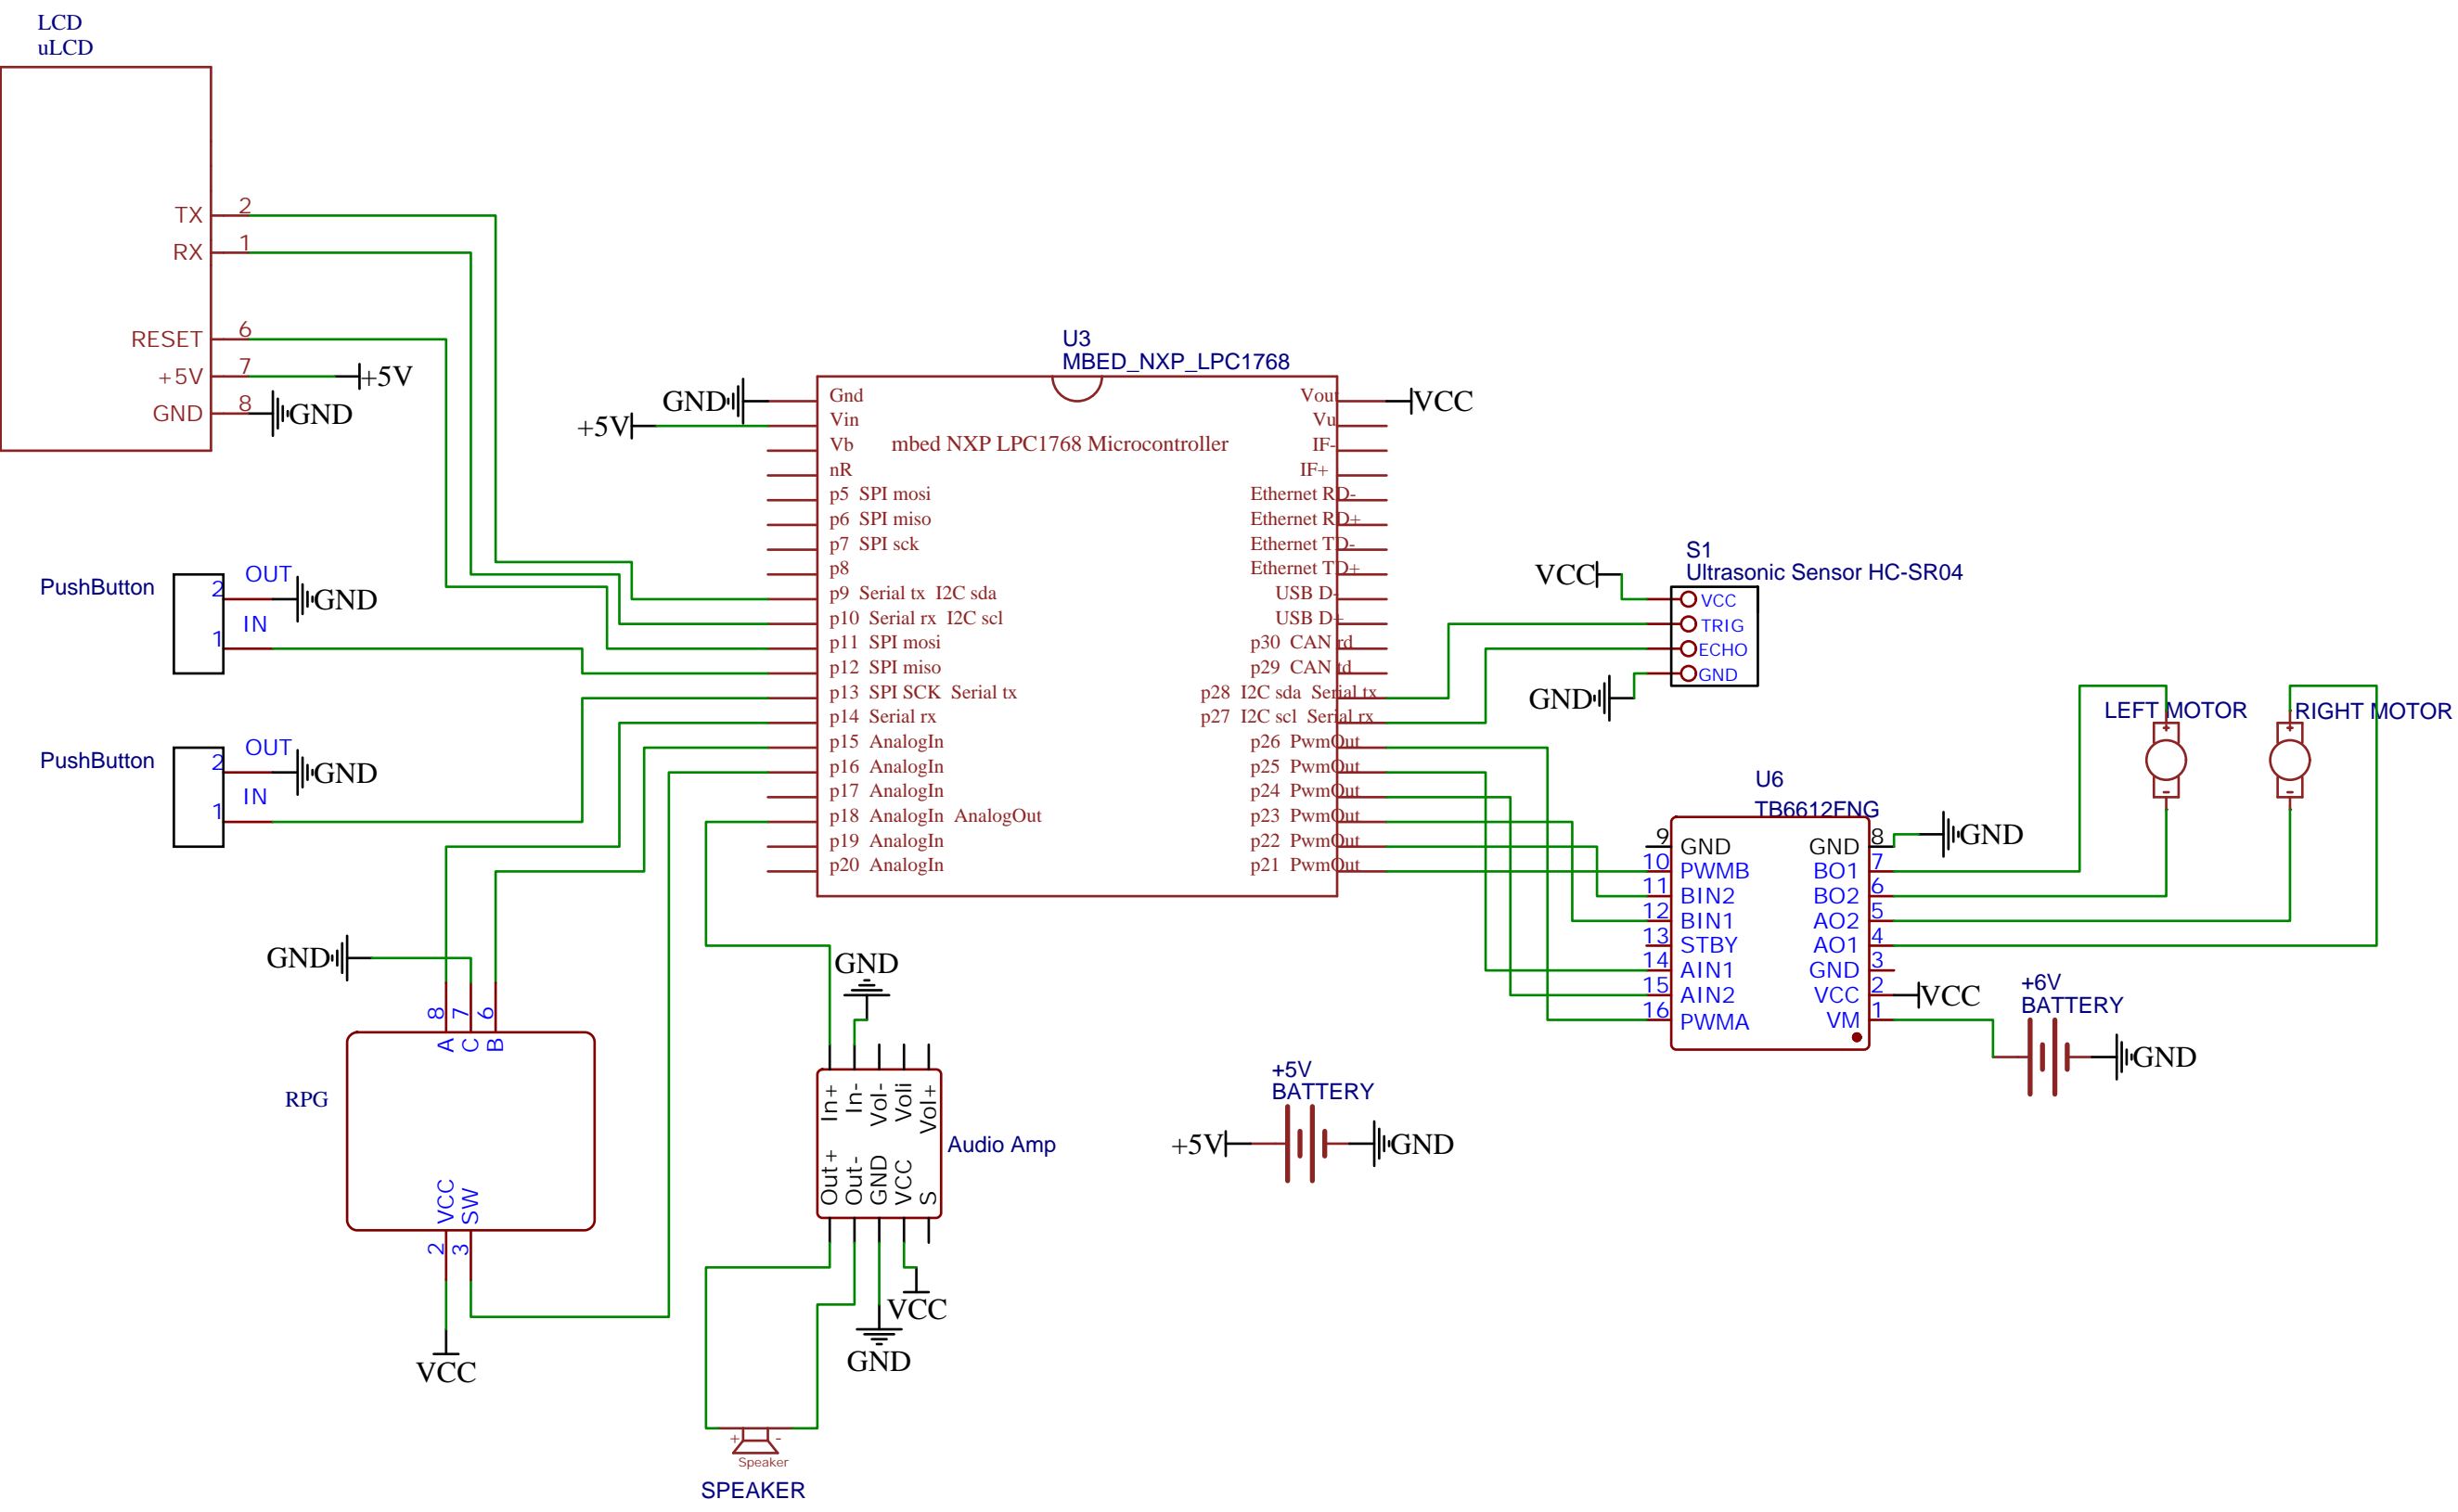 LCD
uLCD
TX
2
RX
1
RESET
6
+5V
7
+5V
GND
8
GND
PushButton
OUT
2
GND
IN
1
PushButton
OUT
2
GND
IN
1
U3
MBED_NXP_LPC1768
mbed NXP LPC1768 Microcontroller
GND
+5V
Gnd
Vin
Vb
nR
p5 SPI mosi
p6 SPI miso
p7 SPI sck
p8
p9 Serial tx I2C sda
p10 Serial rx I2C scl
p11 SPI mosi
p12 SPI miso
p13 SPI SCK Serial tx
p14 Serial rx
p15 AnalogIn
p16 AnalogIn
p17 AnalogIn
p18 AnalogIn AnalogOut
p19 AnalogIn
p20 AnalogIn
Vout
VCC
Vu
IF-
IF+
Ethernet RD-
Ethernet RD+
Ethernet TD-
Ethernet TD+
USB D-
USB D+
p30 CAN rd
p29 CAN td
p28 I2C sda Serial tx
p27 I2C scl Serial rx
p26 PwmOut
p25 PwmOut
p24 PwmOut
p23 PwmOut
p22 PwmOut
p21 PwmOut
S1
Ultrasonic Sensor HC-SR04
VCC
VCC
TRIG
ECHO
GND
GND
LEFT MOTOR
+
-
RIGHT MOTOR
+
-
U6
TB6612FNG
9 GND
10 PWMB
11 BIN2
12 BIN1
13 STBY
14 AIN1
15 AIN2
16 PWMA
GND 8
GND
BO1 7
BO2 6
AO2 5
AO1 4
GND 3
VCC 2
VCC
VM 1
+6V
BATTERY
GND
GND
8
7
6
A
C
B
RPG
VCC
SW
2
3
VCC
GND
In+
In-
Vol-
Voli
Vol+
Audio Amp
Out+
Out-
GND
VCC
S
VCC
GND
+5V
BATTERY
+5V
GND
+
-
Speaker
SPEAKER